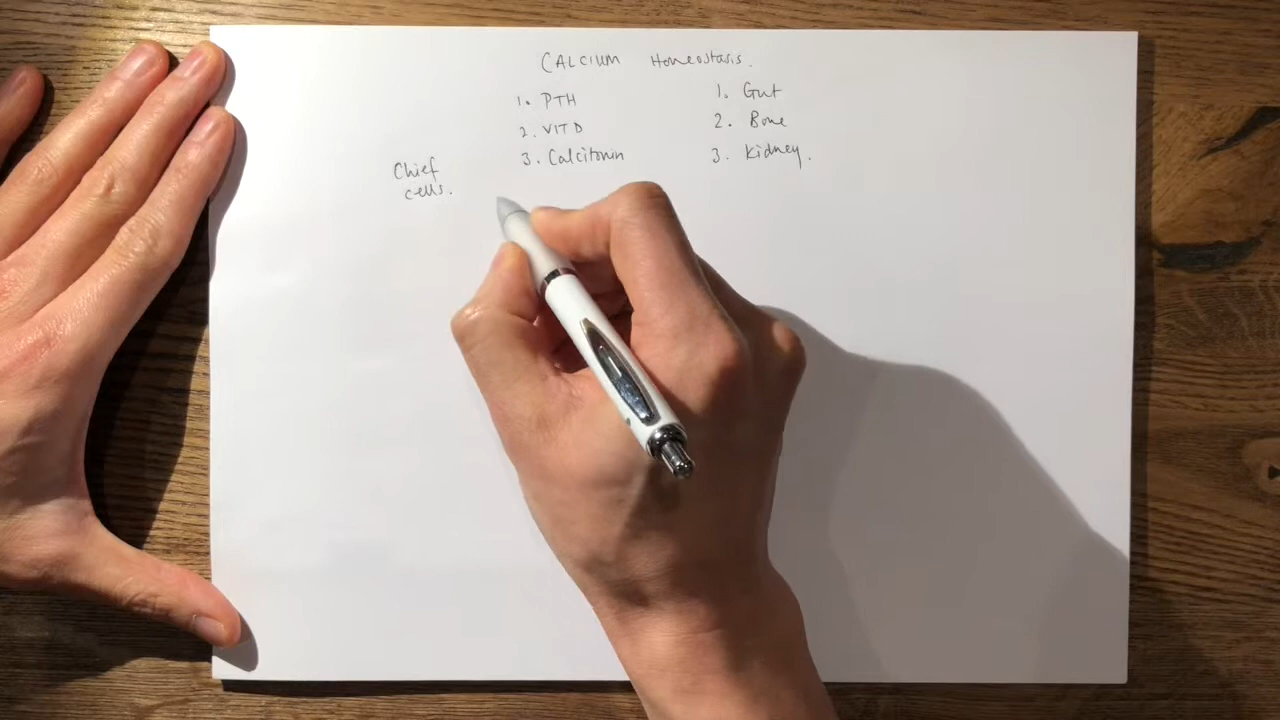 CALCIUM Homeostasis.
1. PTH
2. VIT D
3. Calcitonin
1. Gut
2. Bone
3. Kidney.
Chief
cells.